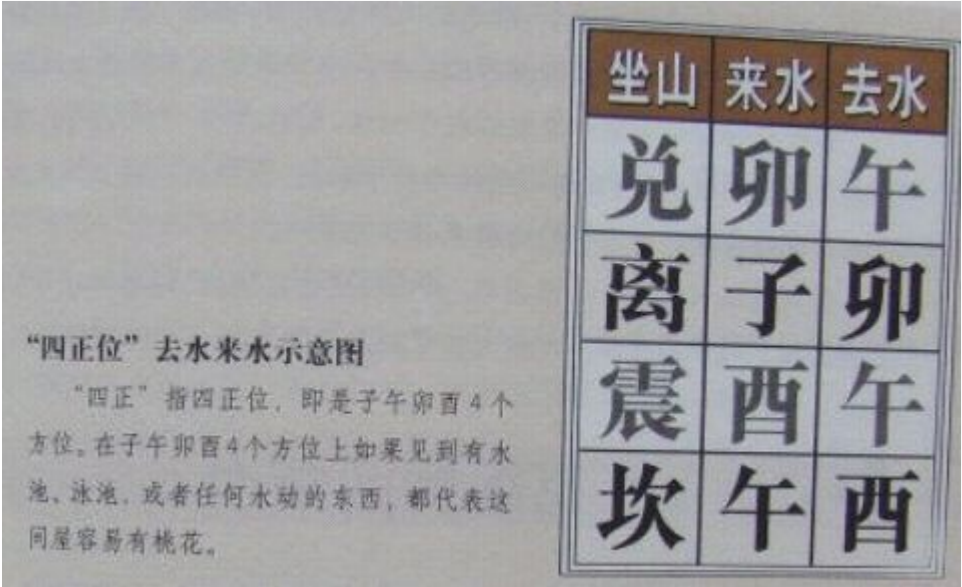 “四正位”去水来水示意图
“四正”指四正位，即是子午卯酉4个
方位。在子午卯酉4个方位上如果见到有水
池、泳池，或者任何水动的东西，都代表这
间屋容易有桃花。
坐山 来水 去水
兑 卯 午
离 子 卯
震 酉 午
坎 午 酉